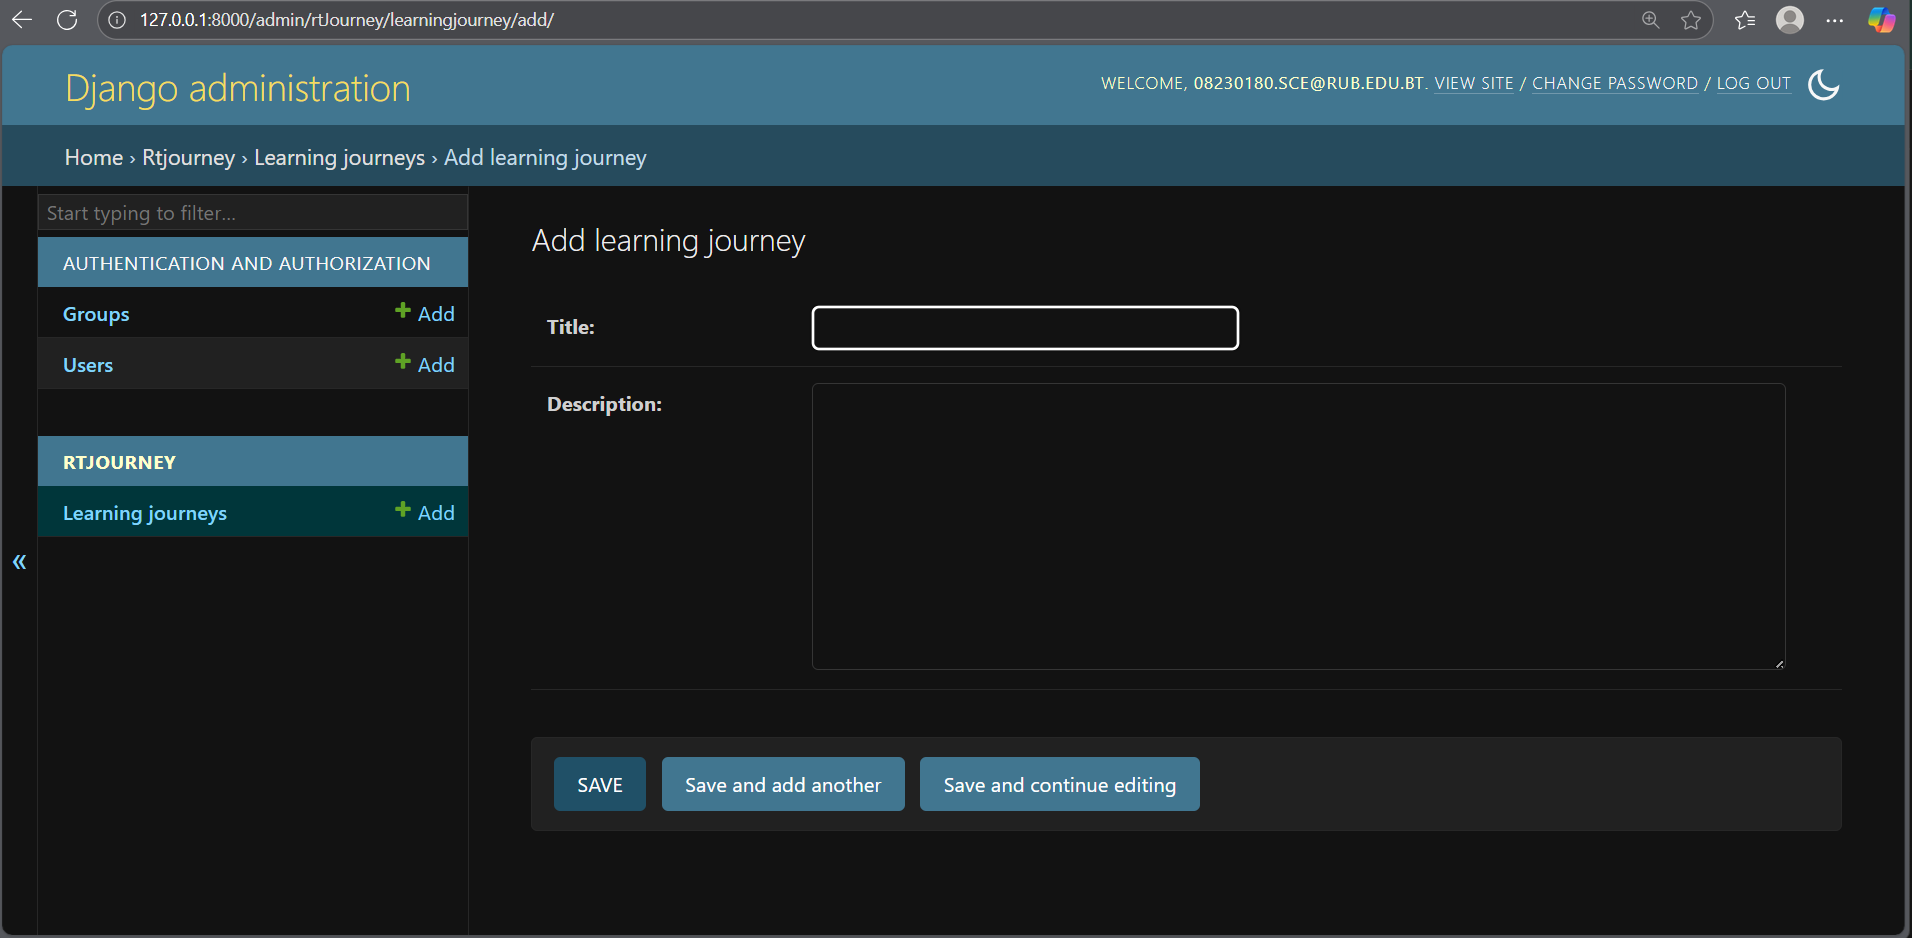 127.0.0.1:8000/admin/rtJourney/learningjourney/add/
Django administration
WELCOME, 08230180.SCE@RUB.EDU.BT. VIEW SITE / CHANGE PASSWORD / LOG OUT
Home › Rtjourney › Learning journeys › Add learning journey
Start typing to filter...
AUTHENTICATION AND AUTHORIZATION
Groups + Add
Users + Add
RTJOURNEY
Learning journeys + Add
«
Add learning journey
Title:
Description:
SAVE Save and add another Save and continue editing